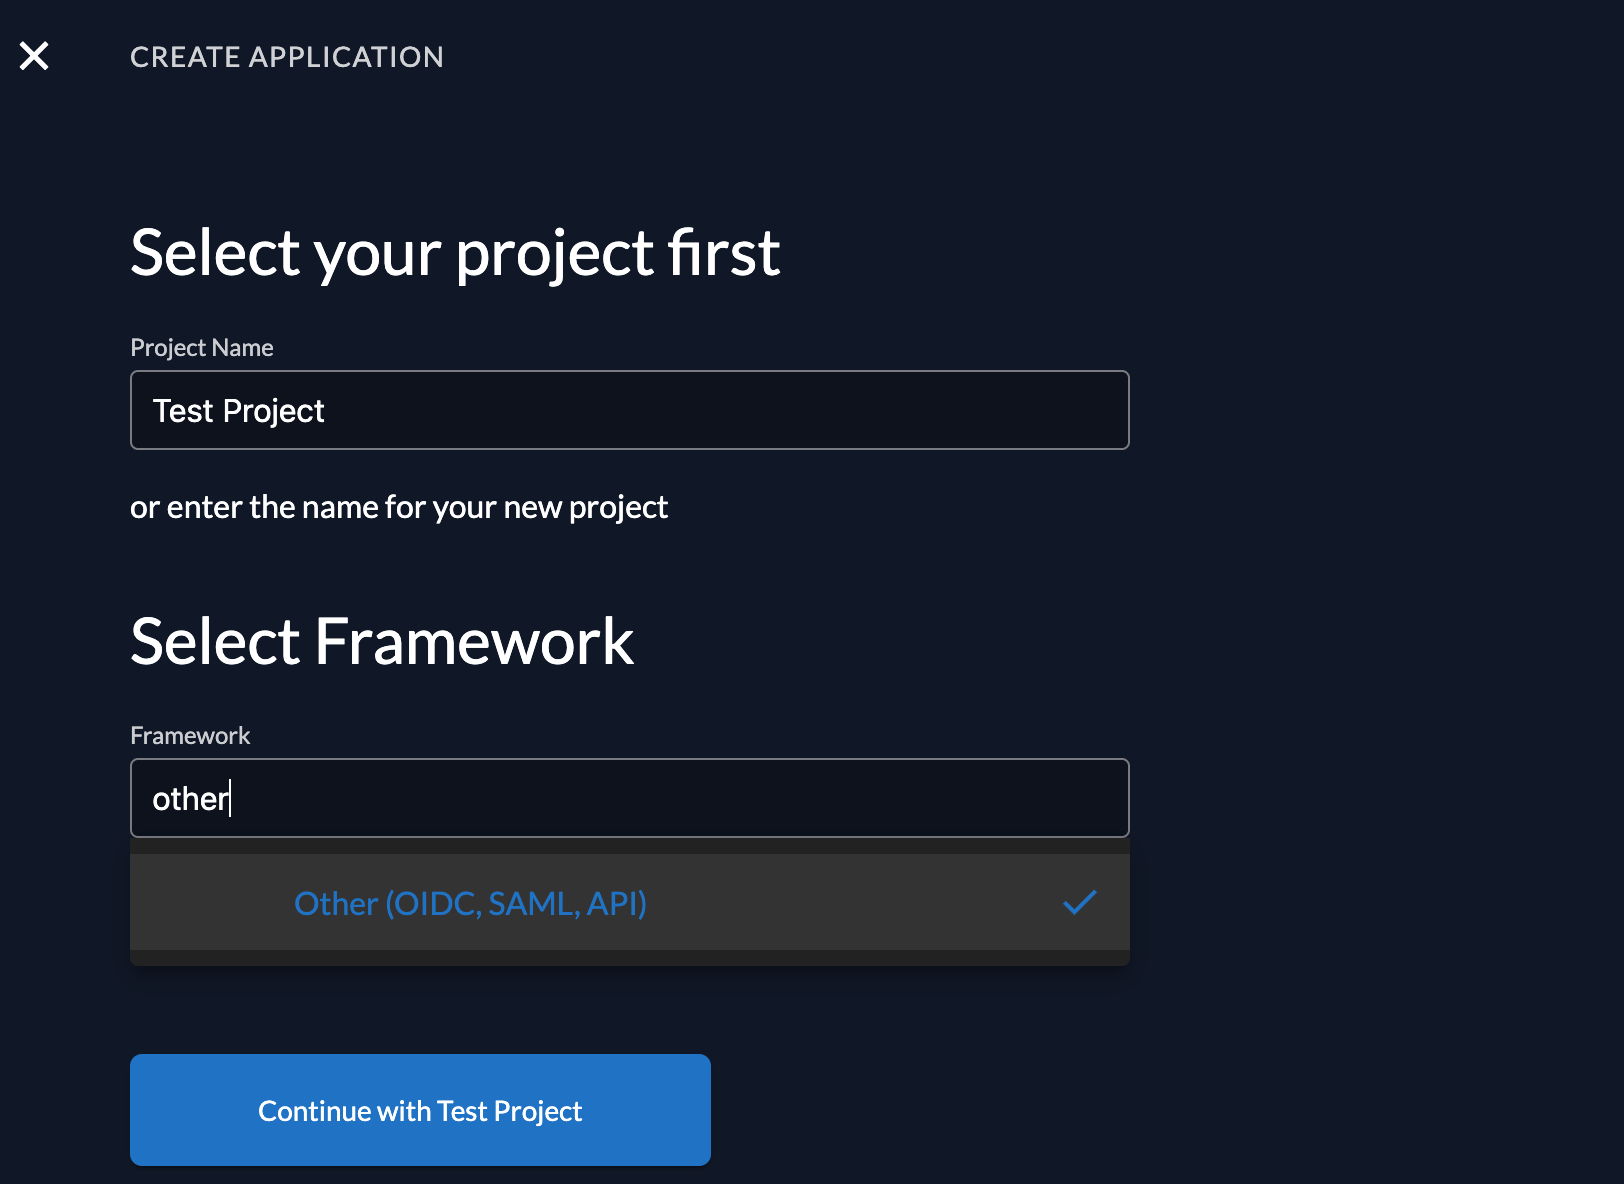 CREATE APPLICATION
Select your project first
Project Name
Test Project
or enter the name for your new project
Select Framework
Framework
other
Other (OIDC, SAML, API)
Continue with Test Project